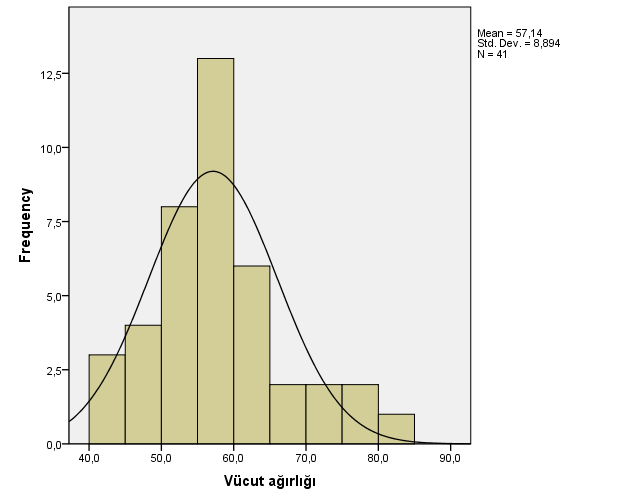 Mean = 57,14
Std. Dev. = 8,894
N = 41
12,5
10,0
7,5
5,0
2,5
0,0
Frequency
40,0 50,0 60,0 70,0 80,0 90,0
Vücut ağırlığı